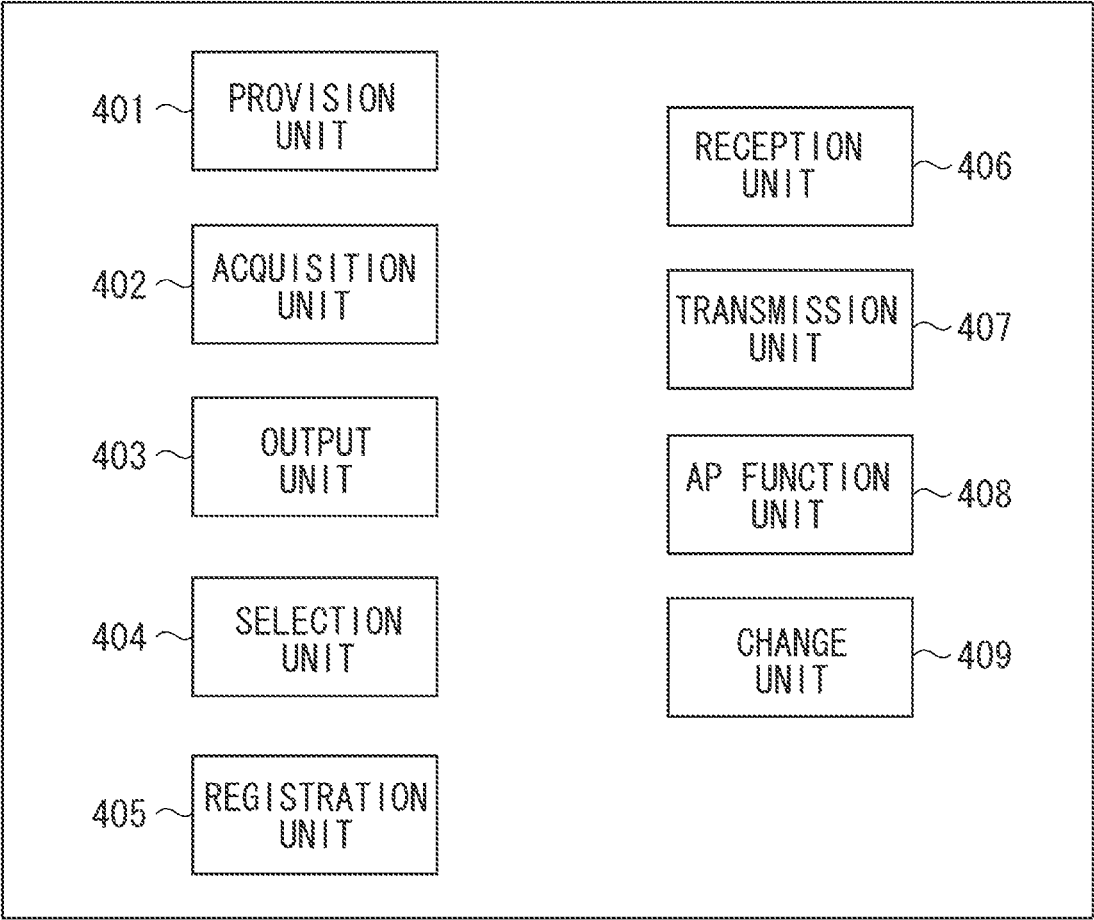 401
PROVISION
UNIT
402
ACQUISITION
UNIT
403
OUTPUT
UNIT
404
SELECTION
UNIT
405
REGISTRATION
UNIT
RECEPTION
UNIT
406
TRANSMISSION
UNIT
407
AP FUNCTION
UNIT
408
CHANGE
UNIT
409